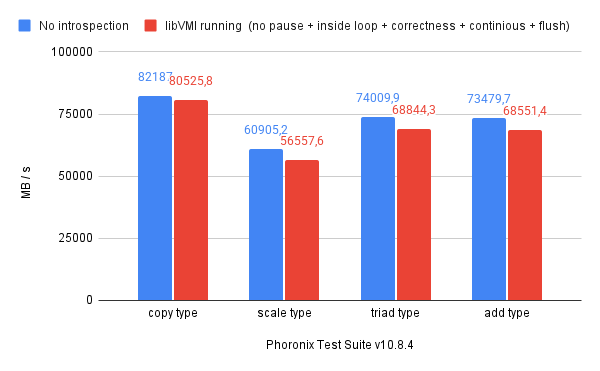 No introspection
libVMI running (no pause + inside loop + correctness + continious + flush)
100000
75000
50000
25000
0
MB / s
82187
80525,8
60905,2
56557,6
74009,9
68844,3
73479,7
68551,4
copy type
scale type
triad type
add type
Phoronix Test Suite v10.8.4